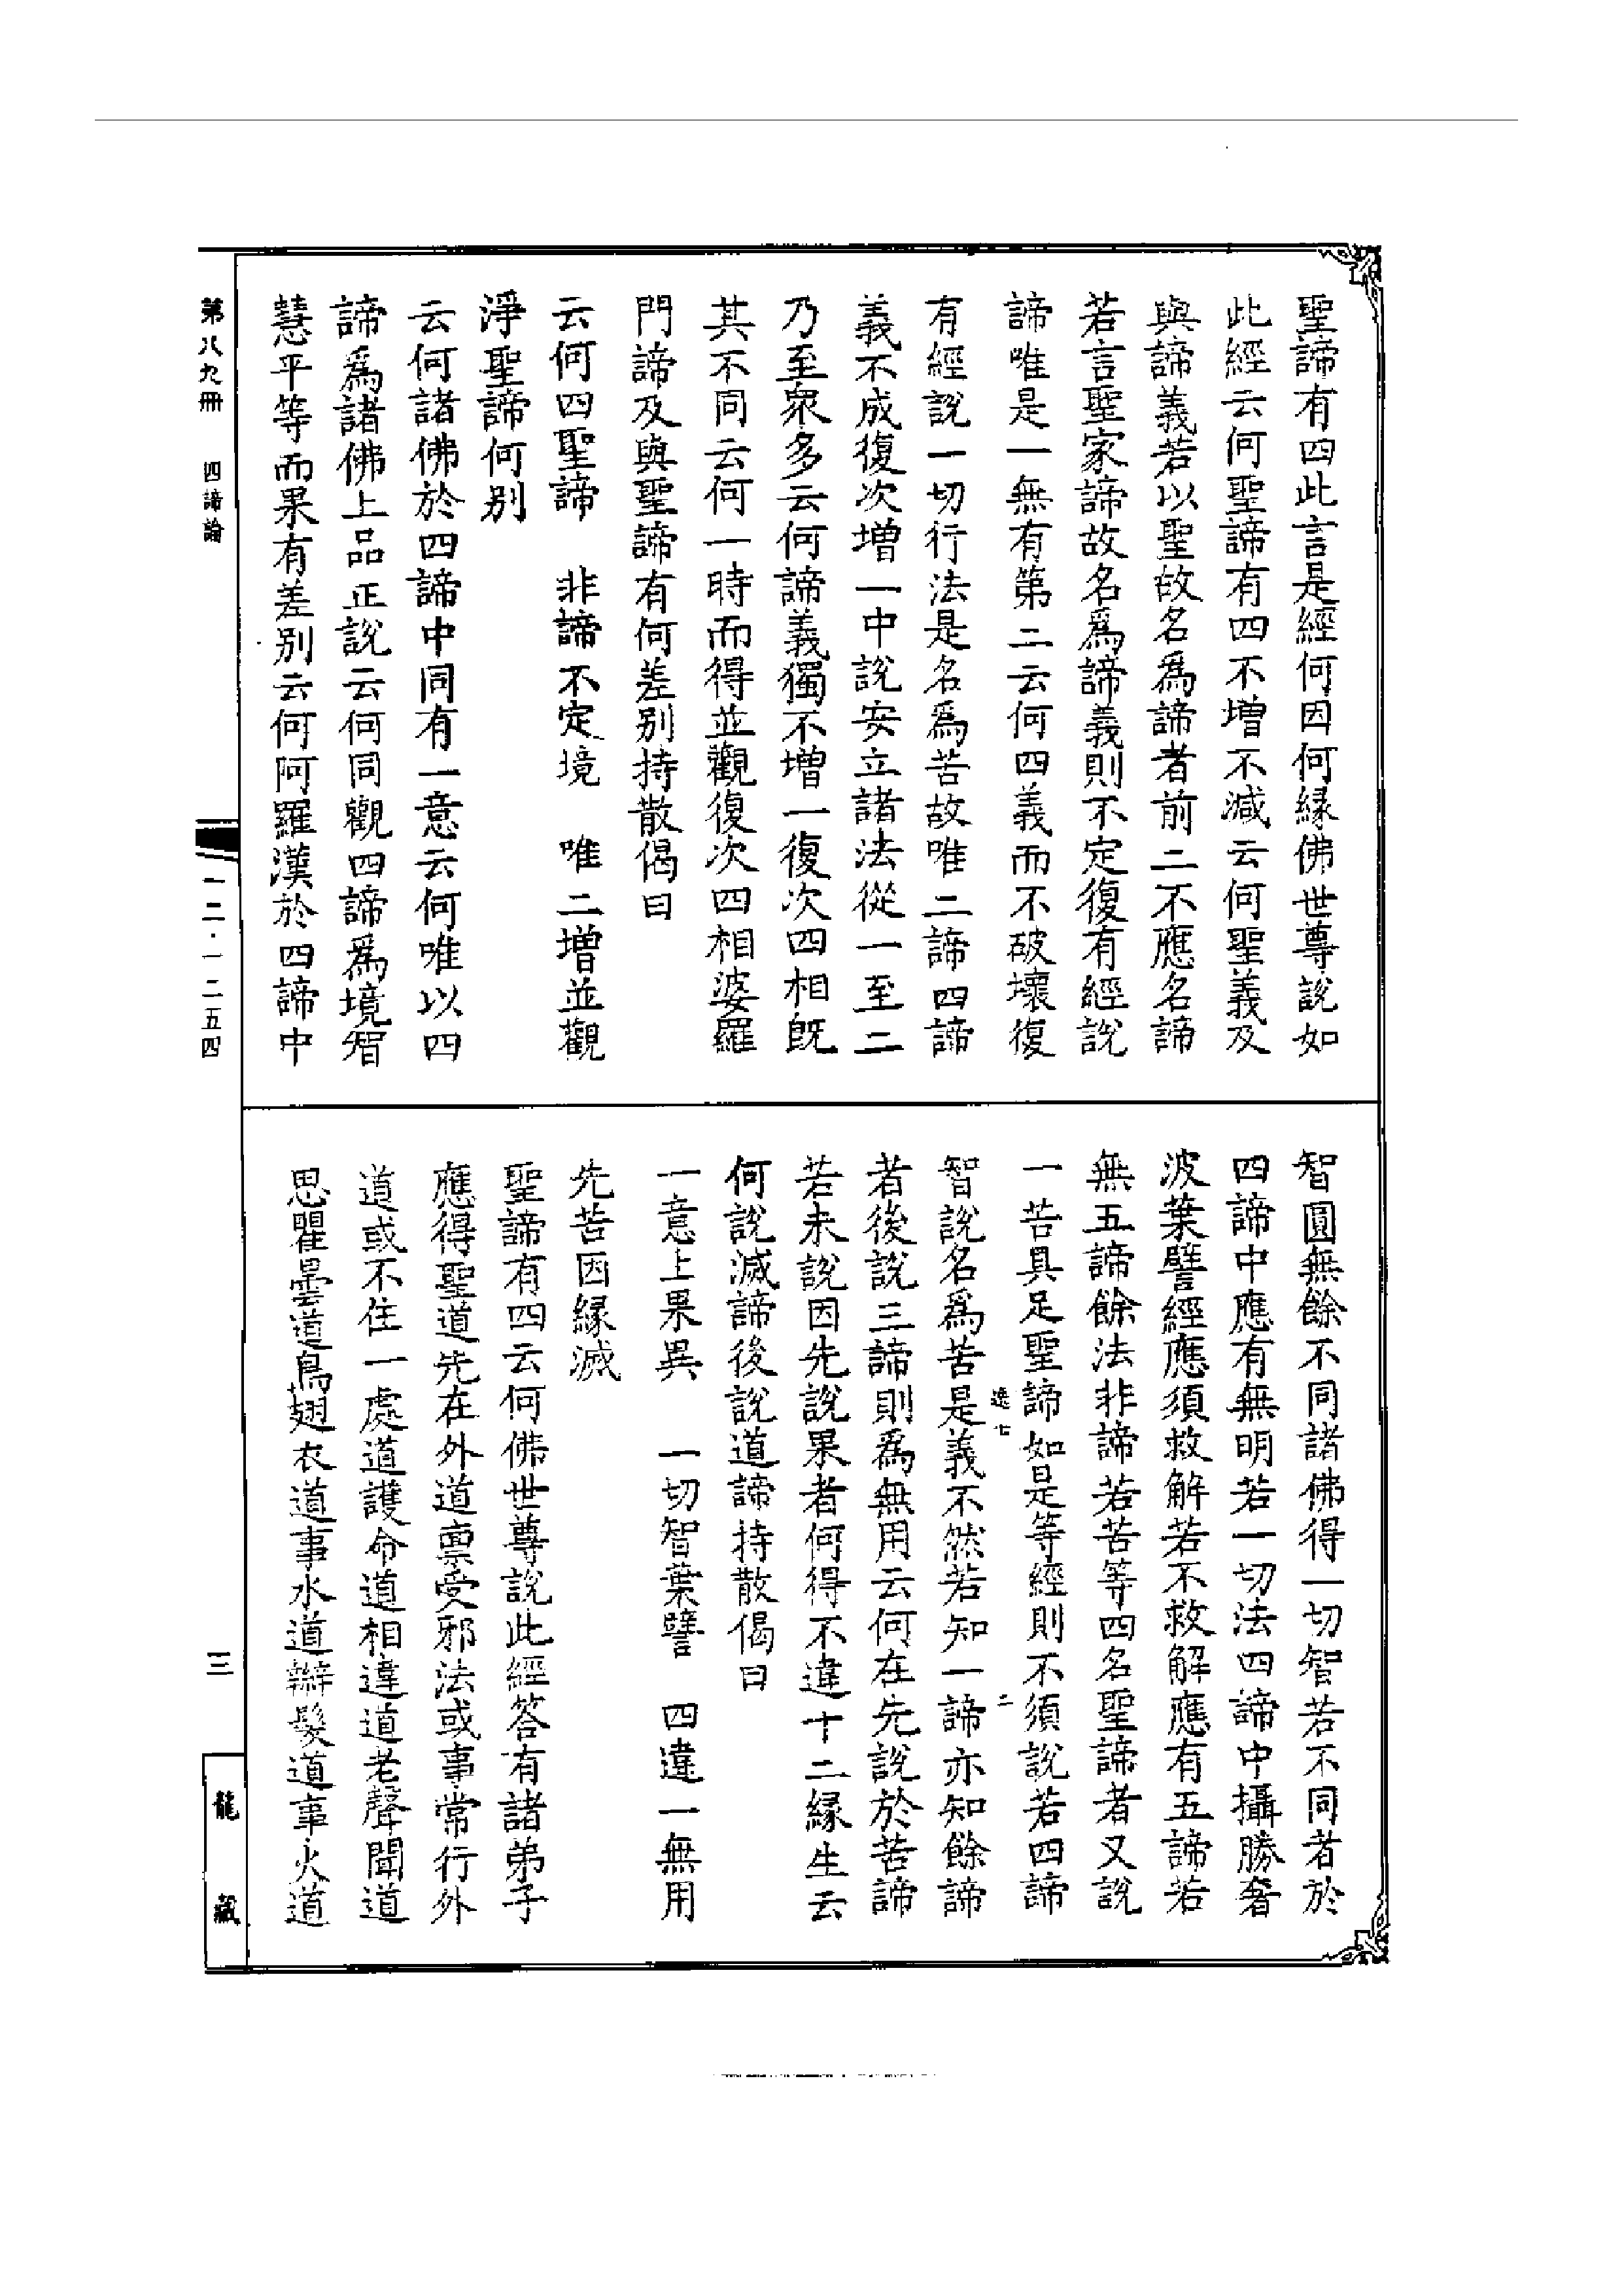 聖諦有四此言是經何因何緣佛世尊說如
此經云何聖諦有四不增不減云何聖義及
與諦義若以聖故名為諦者前二不應名諦
若言聖家諦故名爲諦義則不定復有經說
諦唯是一無有第二云何四義而不破壞復
有經說一切行法是名爲苦故唯二諦四諦
義不成復次增一中說安立諸法從一至二
乃至衆多云何諦義獨不增一復次四相旣
其不同云何一時而得並觀復次四相婆羅
門諦及與聖諦有何差別持散偈曰
云何四聖諦　非諦不定境　唯二增並觀
淨聖諦何別
云何諸佛於四諦中同有一意云何唯以四
諦爲諸佛上品正說云何同觀四諦爲境智
慧平等而果有差別云何阿羅漢於四諦中
智圓無餘不同諸佛得一切智若不同者於
四諦中應有無明若一切法四諦中攝勝奢
波葉譬經應須救解若不救解應有五諦若
無五諦餘法非諦若苦等四名聖諦者又說
一苦具足聖諦如是等經則不須說若四諦
逸七　二
智說名爲苦是義不然若知一諦亦知餘諦
者後說三諦則爲無用云何在先說於苦諦
若未說因先說果者何得不違十二緣生云
何說滅諦後說道諦持散偈曰
一意上果異　一切智葉譬　四違一無用
先苦因緣滅
聖諦有四云何佛世尊說此經答有諸弟子
應得聖道先在外道稟受邪法或事常行外
道或不住一處道護命道相違道老聲聞道
思瞿曇道鳥翅衣道事水道辮髮道事火道
第八九冊　四諦論
一二·一二五四
三
龍藏